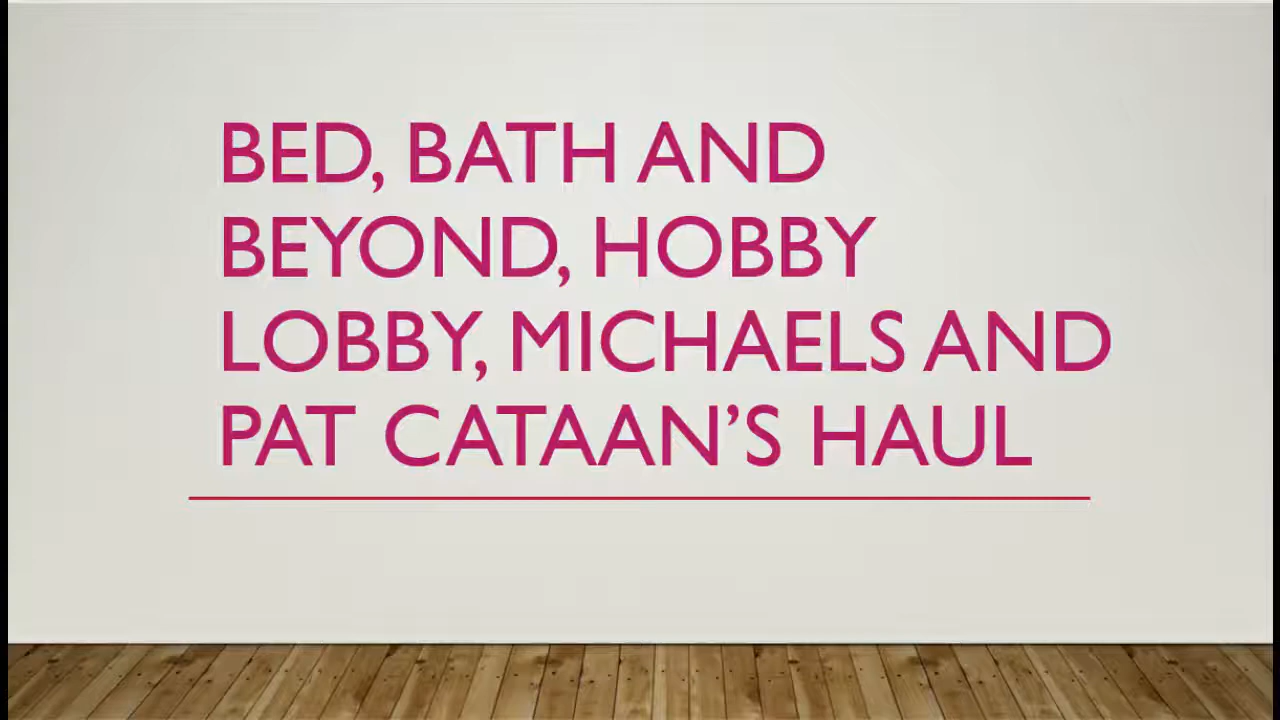 BED, BATH AND
BEYOND, HOBBY
LOBBY, MICHAELS AND
PAT CATAAN’S HAUL